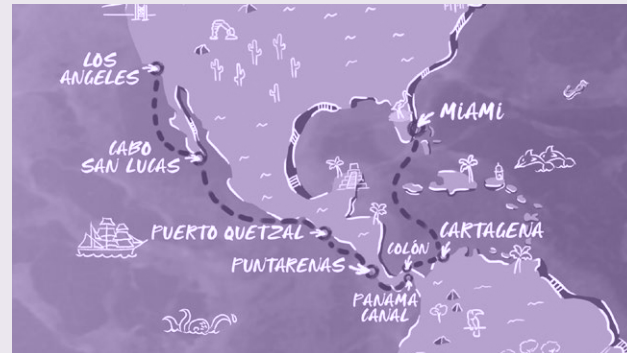 LOS
ANGELES
MIAMI
CABO
SAN LUCAS
PUERTO QUETZAL
CARTAGENA
COLÓN
PUNTARENAS
PANAMA
CANAL